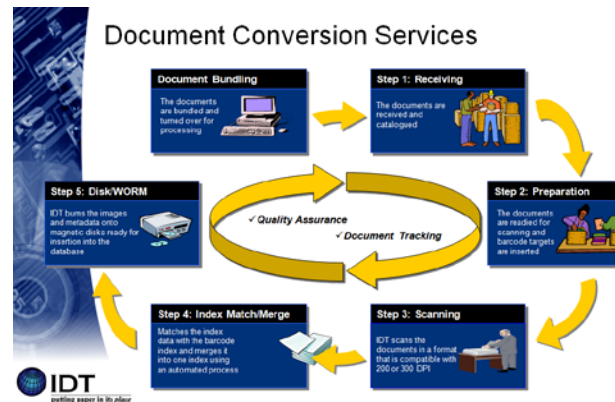 Document Conversion Services
Document Bundling
The documents
are bundled and
turned over for
processing
Step 1: Receiving
The documents are
received and
catalogued
Step 2: Preparation
The documents
are readied for
scanning and
barcode targets
are inserted
Step 3: Scanning
IDT scans the
documents in a format
that is compatible with
200 or 300 DPI
Step 4: Index Match/Merge
Matches the index
data with the barcode
index and merges it
into one index using
an automated process
Step 5: Disk/WORM
IDT burns the images
and metadata onto
magnetic disks ready for
insertion into the
database
✓ Quality Assurance
✓ Document Tracking
IDT
putting paper in its place